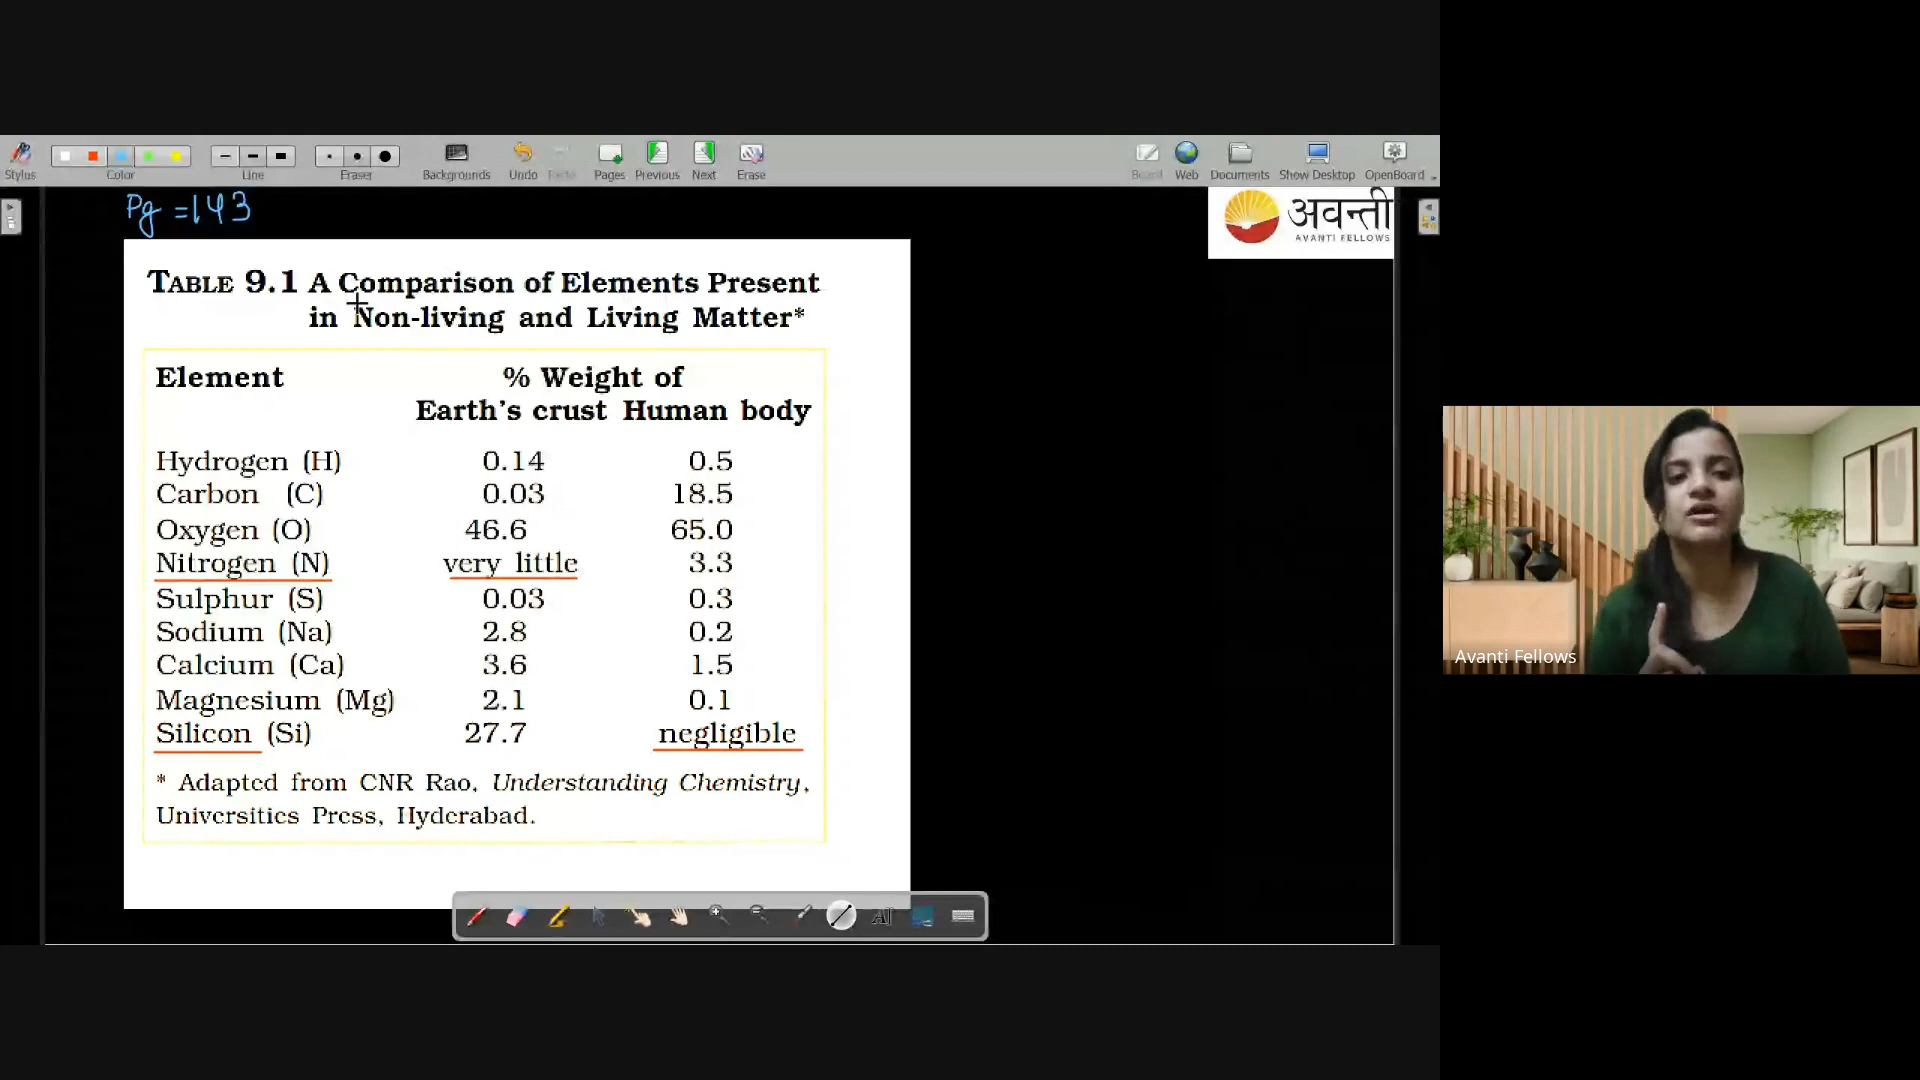 Stylus
Color
Line
Eraser
Backgrounds
Undo
Redo
Pages
Previous
Next
Erase
Board
Web
Documents
Show Desktop
OpenBoard
Pg = 143
अवन्ती
AVANTI FELLOWS
TABLE 9.1 A Comparison of Elements Present
in Non-living and Living Matter*
Element % Weight of
Earth's crust Human body
Hydrogen (H) 0.14 0.5
Carbon (C) 0.03 18.5
Oxygen (O) 46.6 65.0
Nitrogen (N) very little 3.3
Sulphur (S) 0.03 0.3
Sodium (Na) 2.8 0.2
Calcium (Ca) 3.6 1.5
Magnesium (Mg) 2.1 0.1
Silicon (Si) 27.7 negligible
* Adapted from CNR Rao, Understanding Chemistry,
Universities Press, Hyderabad.
AI
Avanti Fellows